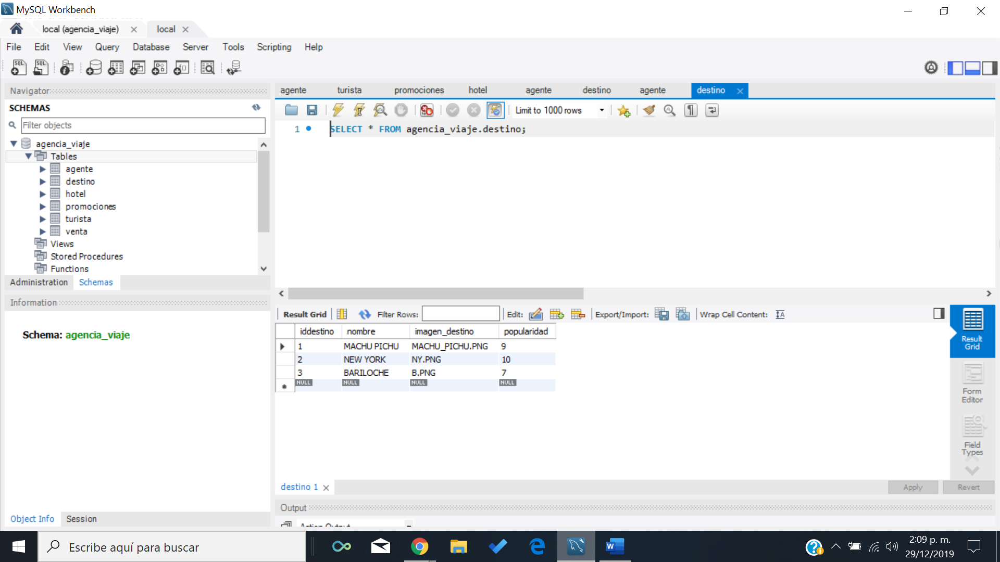 MySQL Workbench
local (agencia_viaje)
local
File Edit View Query Database Server Tools Scripting Help
Navigator
SCHEMAS
Filter objects
agencia_viaje
Tables
agente
destino
hotel
promociones
turista
venta
Views
Stored Procedures
Functions
Administration Schemas
Information
Schema: agencia_viaje
Object Info Session
agente turista promociones hotel agente destino agente destino
Limit to 1000 rows
1 SELECT * FROM agencia_viaje.destino;
Result Grid Filter Rows: Edit: Export/Import: Wrap Cell Content:
iddestino nombre imagen_destino popularidad
1 MACHU PICHU MACHU_PICHU.PNG 9
2 NEW YORK NY.PNG 10
3 BARILOCHE B.PNG 7
NULL NULL NULL NULL
Result
Grid
Form
Editor
Field
Types
destino 1
Apply Revert
Output
Action Output
Escribe aquí para buscar
2:09 p. m.
29/12/2019